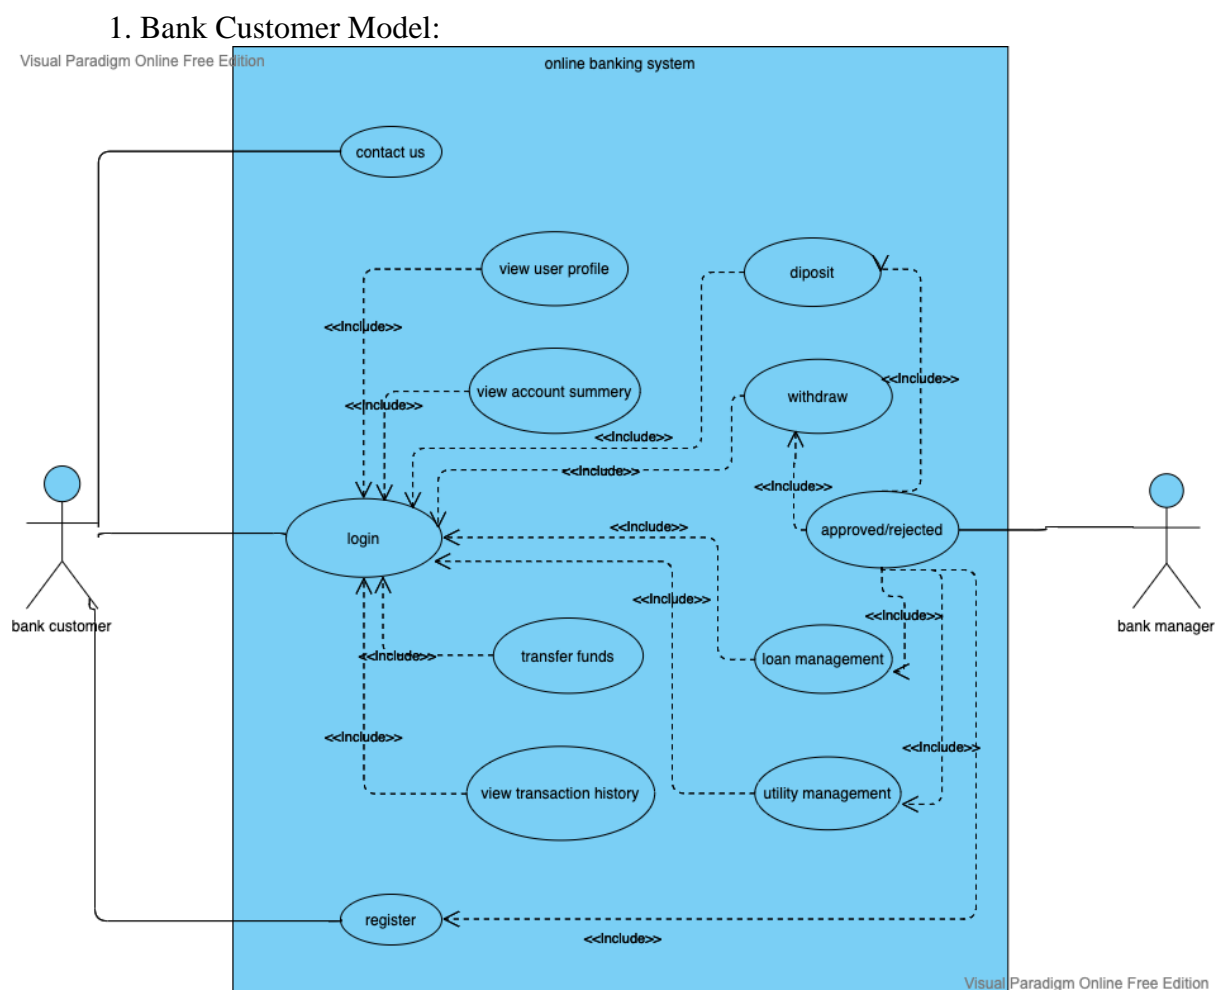 1. Bank Customer Model:
Visual Paradigm Online Free Edition
online banking system
contact us
view user profile
diposit
<<Include>>
view account summery
<<Include>>
withdraw
<<Include>>
<<Include>>
<<Include>>
<<Include>>
login
<<Include>>
approved/rejected
<<Include>>
<<Include>>
bank customer
bank manager
<<Include>>
transfer funds
loan management
<<Include>>
<<Include>>
view transaction history
utility management
register
<<Include>>
Visual Paradigm Online Free Edition